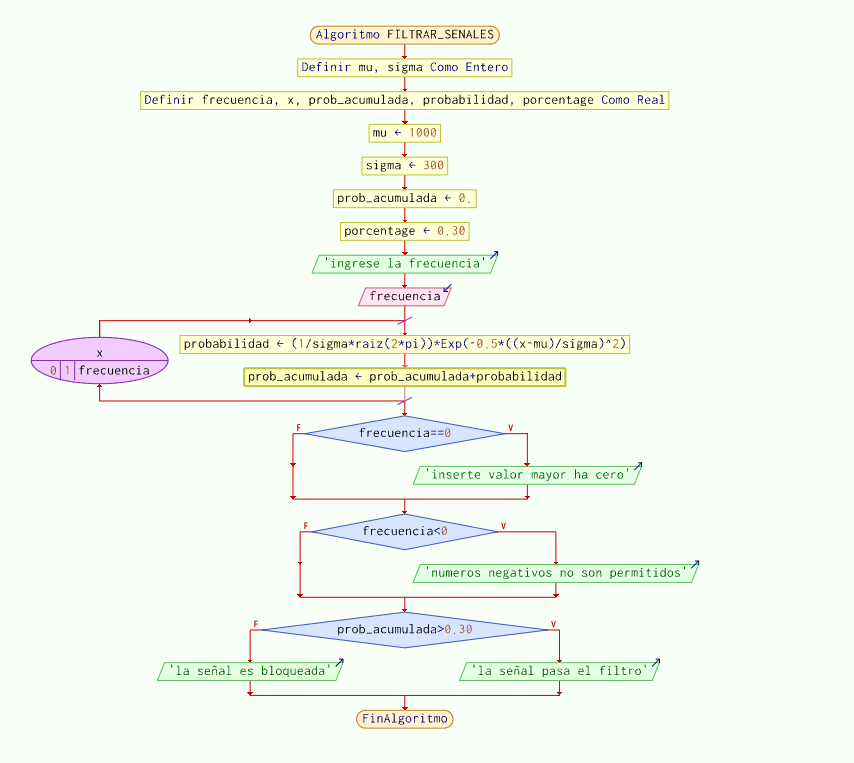 Algoritmo FILTRAR_SENALES
Definir mu, sigma Como Entero
Definir frecuencia, x, prob_acumulada, probabilidad, porcentage Como Real
mu ← 1000
sigma ← 300
prob_acumulada ← 0.
porcentage ← 0.30
'ingrese la frecuencia'
frecuencia
x
0 1 frecuencia
probabilidad ← (1/sigma*raiz(2*pi))*Exp(-0.5*((x-mu)/sigma)^2)
prob_acumulada ← prob_acumulada+probabilidad
F
V
frecuencia==0
'inserte valor mayor ha cero'
F
V
frecuencia<0
'numeros negativos no son permitidos'
F
V
prob_acumulada>0.30
'la señal es bloqueada'
'la señal pasa el filtro'
FinAlgoritmo